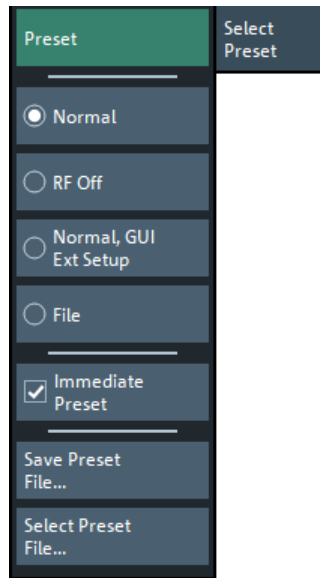 Preset
Select
Preset
Normal
RF Off
Normal, GUI
Ext Setup
File
Immediate
Preset
Save Preset
File...
Select Preset
File...